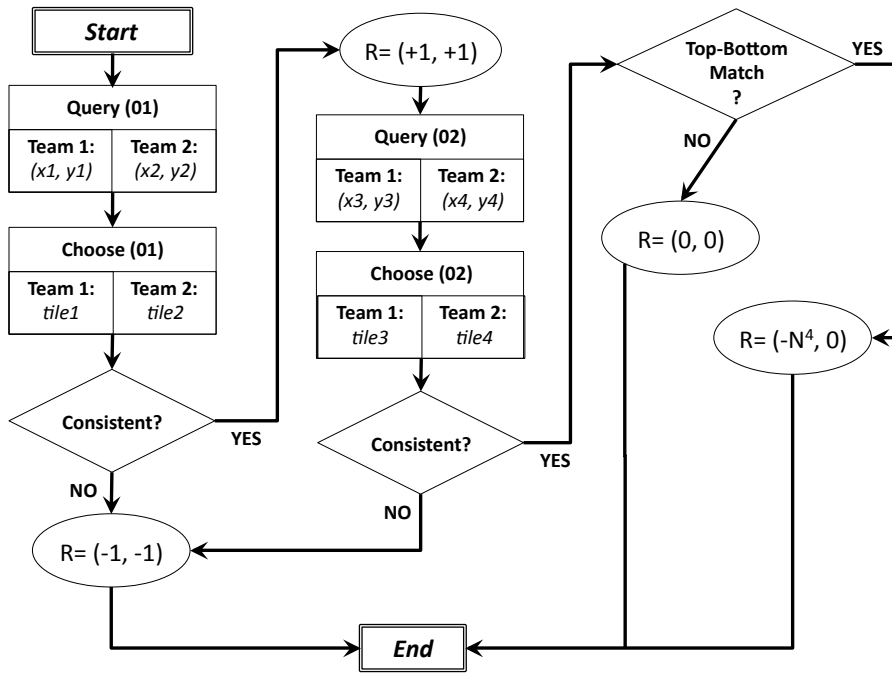 Start
Query (01)
Team 1:
(x1, y1)
Team 2:
(x2, y2)
Choose (01)
Team 1:
tile1
Team 2:
tile2
Consistent?
YES
NO
R= (-1, -1)
R= (+1, +1)
Query (02)
Team 1:
(x3, y3)
Team 2:
(x4, y4)
Choose (02)
Team 1:
tile3
Team 2:
tile4
Consistent?
YES
NO
Top-Bottom
Match
?
YES
NO
R= (0, 0)
R= (-N⁴, 0)
End